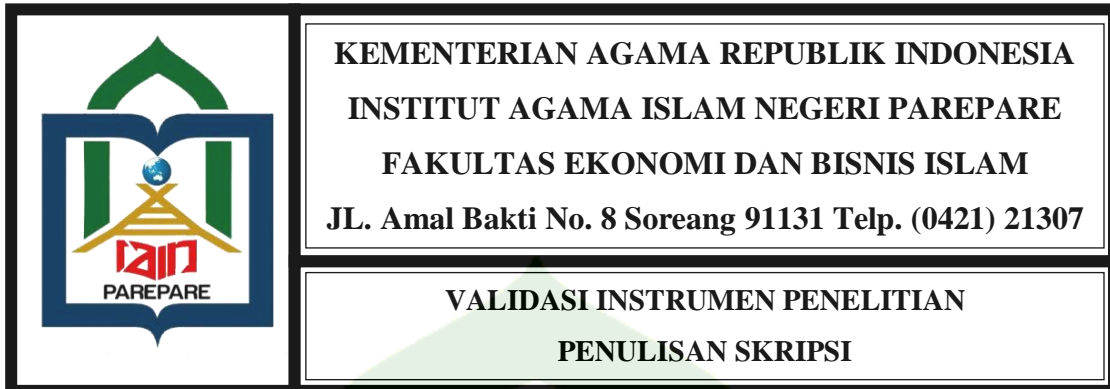 KEMENTERIAN AGAMA REPUBLIK INDONESIA
INSTITUT AGAMA ISLAM NEGERI PAREPARE
FAKULTAS EKONOMI DAN BISNIS ISLAM
JL. Amal Bakti No. 8 Soreang 91131 Telp. (0421) 21307
iain
PAREPARE
VALIDASI INSTRUMEN PENELITIAN
PENULISAN SKRIPSI